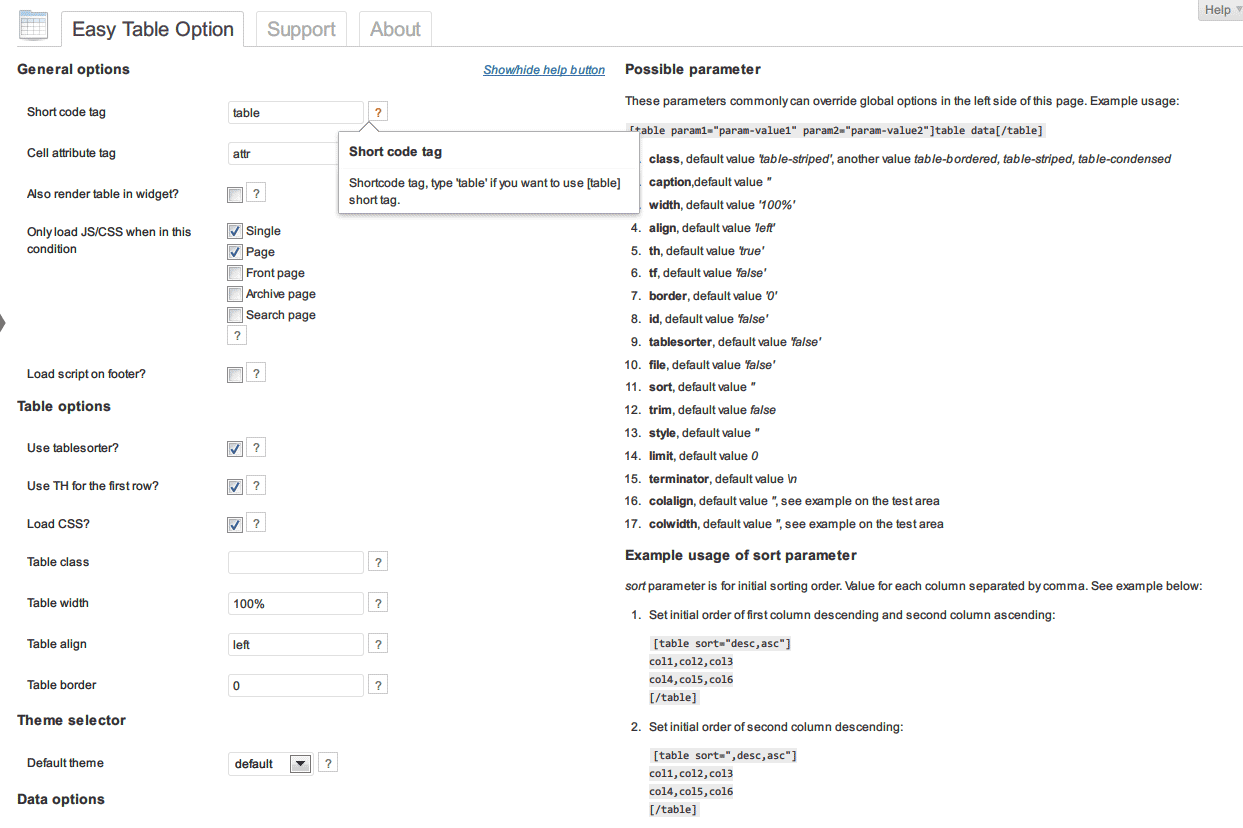 Help
Easy Table Option
Support
About
General options
Show/hide help button
Short code tag
table
?
Cell attribute tag
attr
Short code tag
Shortcode tag, type 'table' if you want to use [table]
short tag.
Also render table in widget?
?
Only load JS/CSS when in this
condition
Single
Page
Front page
Archive page
Search page
?
Load script on footer?
?
Table options
Use tablesorter?
?
Use TH for the first row?
?
Load CSS?
?
Table class
?
Table width
100%
?
Table align
left
?
Table border
0
?
Theme selector
Default theme
default
?
Data options
Possible parameter
These parameters commonly can override global options in the left side of this page. Example usage:
[table param1="param-value1" param2="param-value2"]table data[/table]
class, default value 'table-striped', another value table-bordered, table-striped, table-condensed
caption,default value ''
width, default value '100%'
4. align, default value 'left'
5. th, default value 'true'
6. tf, default value 'false'
7. border, default value '0'
8. id, default value 'false'
9. tablesorter, default value 'false'
10. file, default value 'false'
11. sort, default value ''
12. trim, default value false
13. style, default value ''
14. limit, default value 0
15. terminator, default value \n
16. colalign, default value '', see example on the test area
17. colwidth, default value '', see example on the test area
Example usage of sort parameter
sort parameter is for initial sorting order. Value for each column separated by comma. See example below:
1. Set initial order of first column descending and second column ascending:
[table sort="desc,asc"]
col1,col2,col3
col4,col5,col6
[/table]
2. Set initial order of second column descending:
[table sort=",desc,asc"]
col1,col2,col3
col4,col5,col6
[/table]